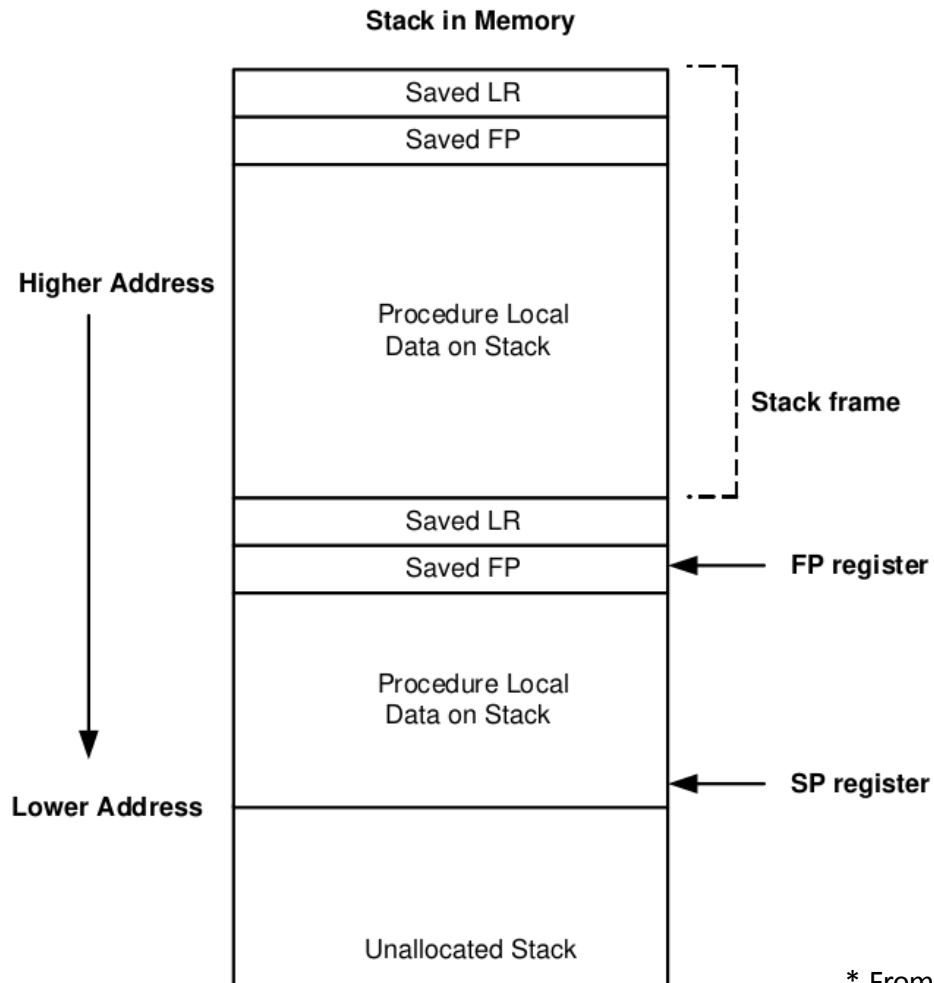 Stack in Memory
Saved LR
Saved FP
Higher Address
Procedure Local
Data on Stack
Stack frame
Saved LR
Saved FP
FP register
Procedure Local
Data on Stack
SP register
Lower Address
Unallocated Stack
* From